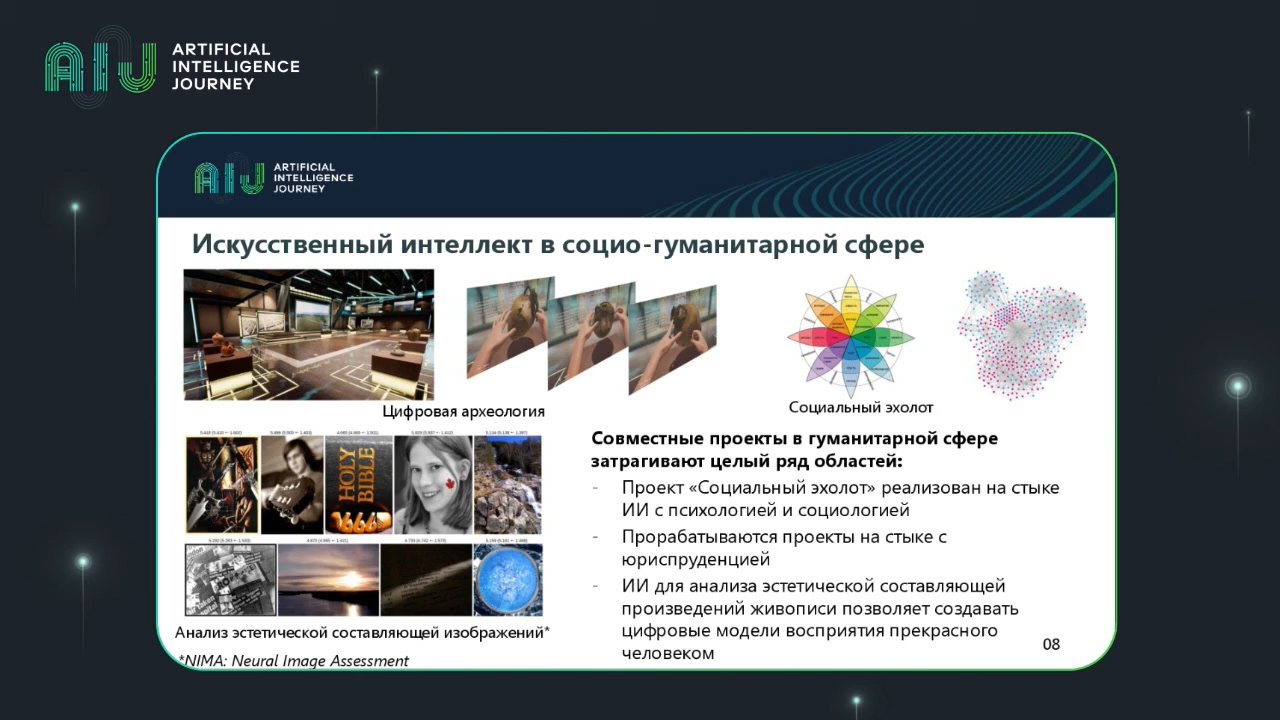 ARTIFICIAL
INTELLIGENCE
JOURNEY
ARTIFICIAL
INTELLIGENCE
JOURNEY
Искусственный интеллект в социо-гуманитарной сфере
Цифровая археология
Социальный эхолот
HOLY
BIBLE
Анализ эстетической составляющей изображений*
*NIMA: Neural Image Assessment
Совместные проекты в гуманитарной сфере
затрагивают целый ряд областей:
- Проект «Социальный эхолот» реализован на стыке
ИИ с психологией и социологией
- Прорабатываются проекты на стыке с
юриспруденцией
- ИИ для анализа эстетической составляющей
произведений живописи позволяет создавать
цифровые модели восприятия прекрасного
человеком
08